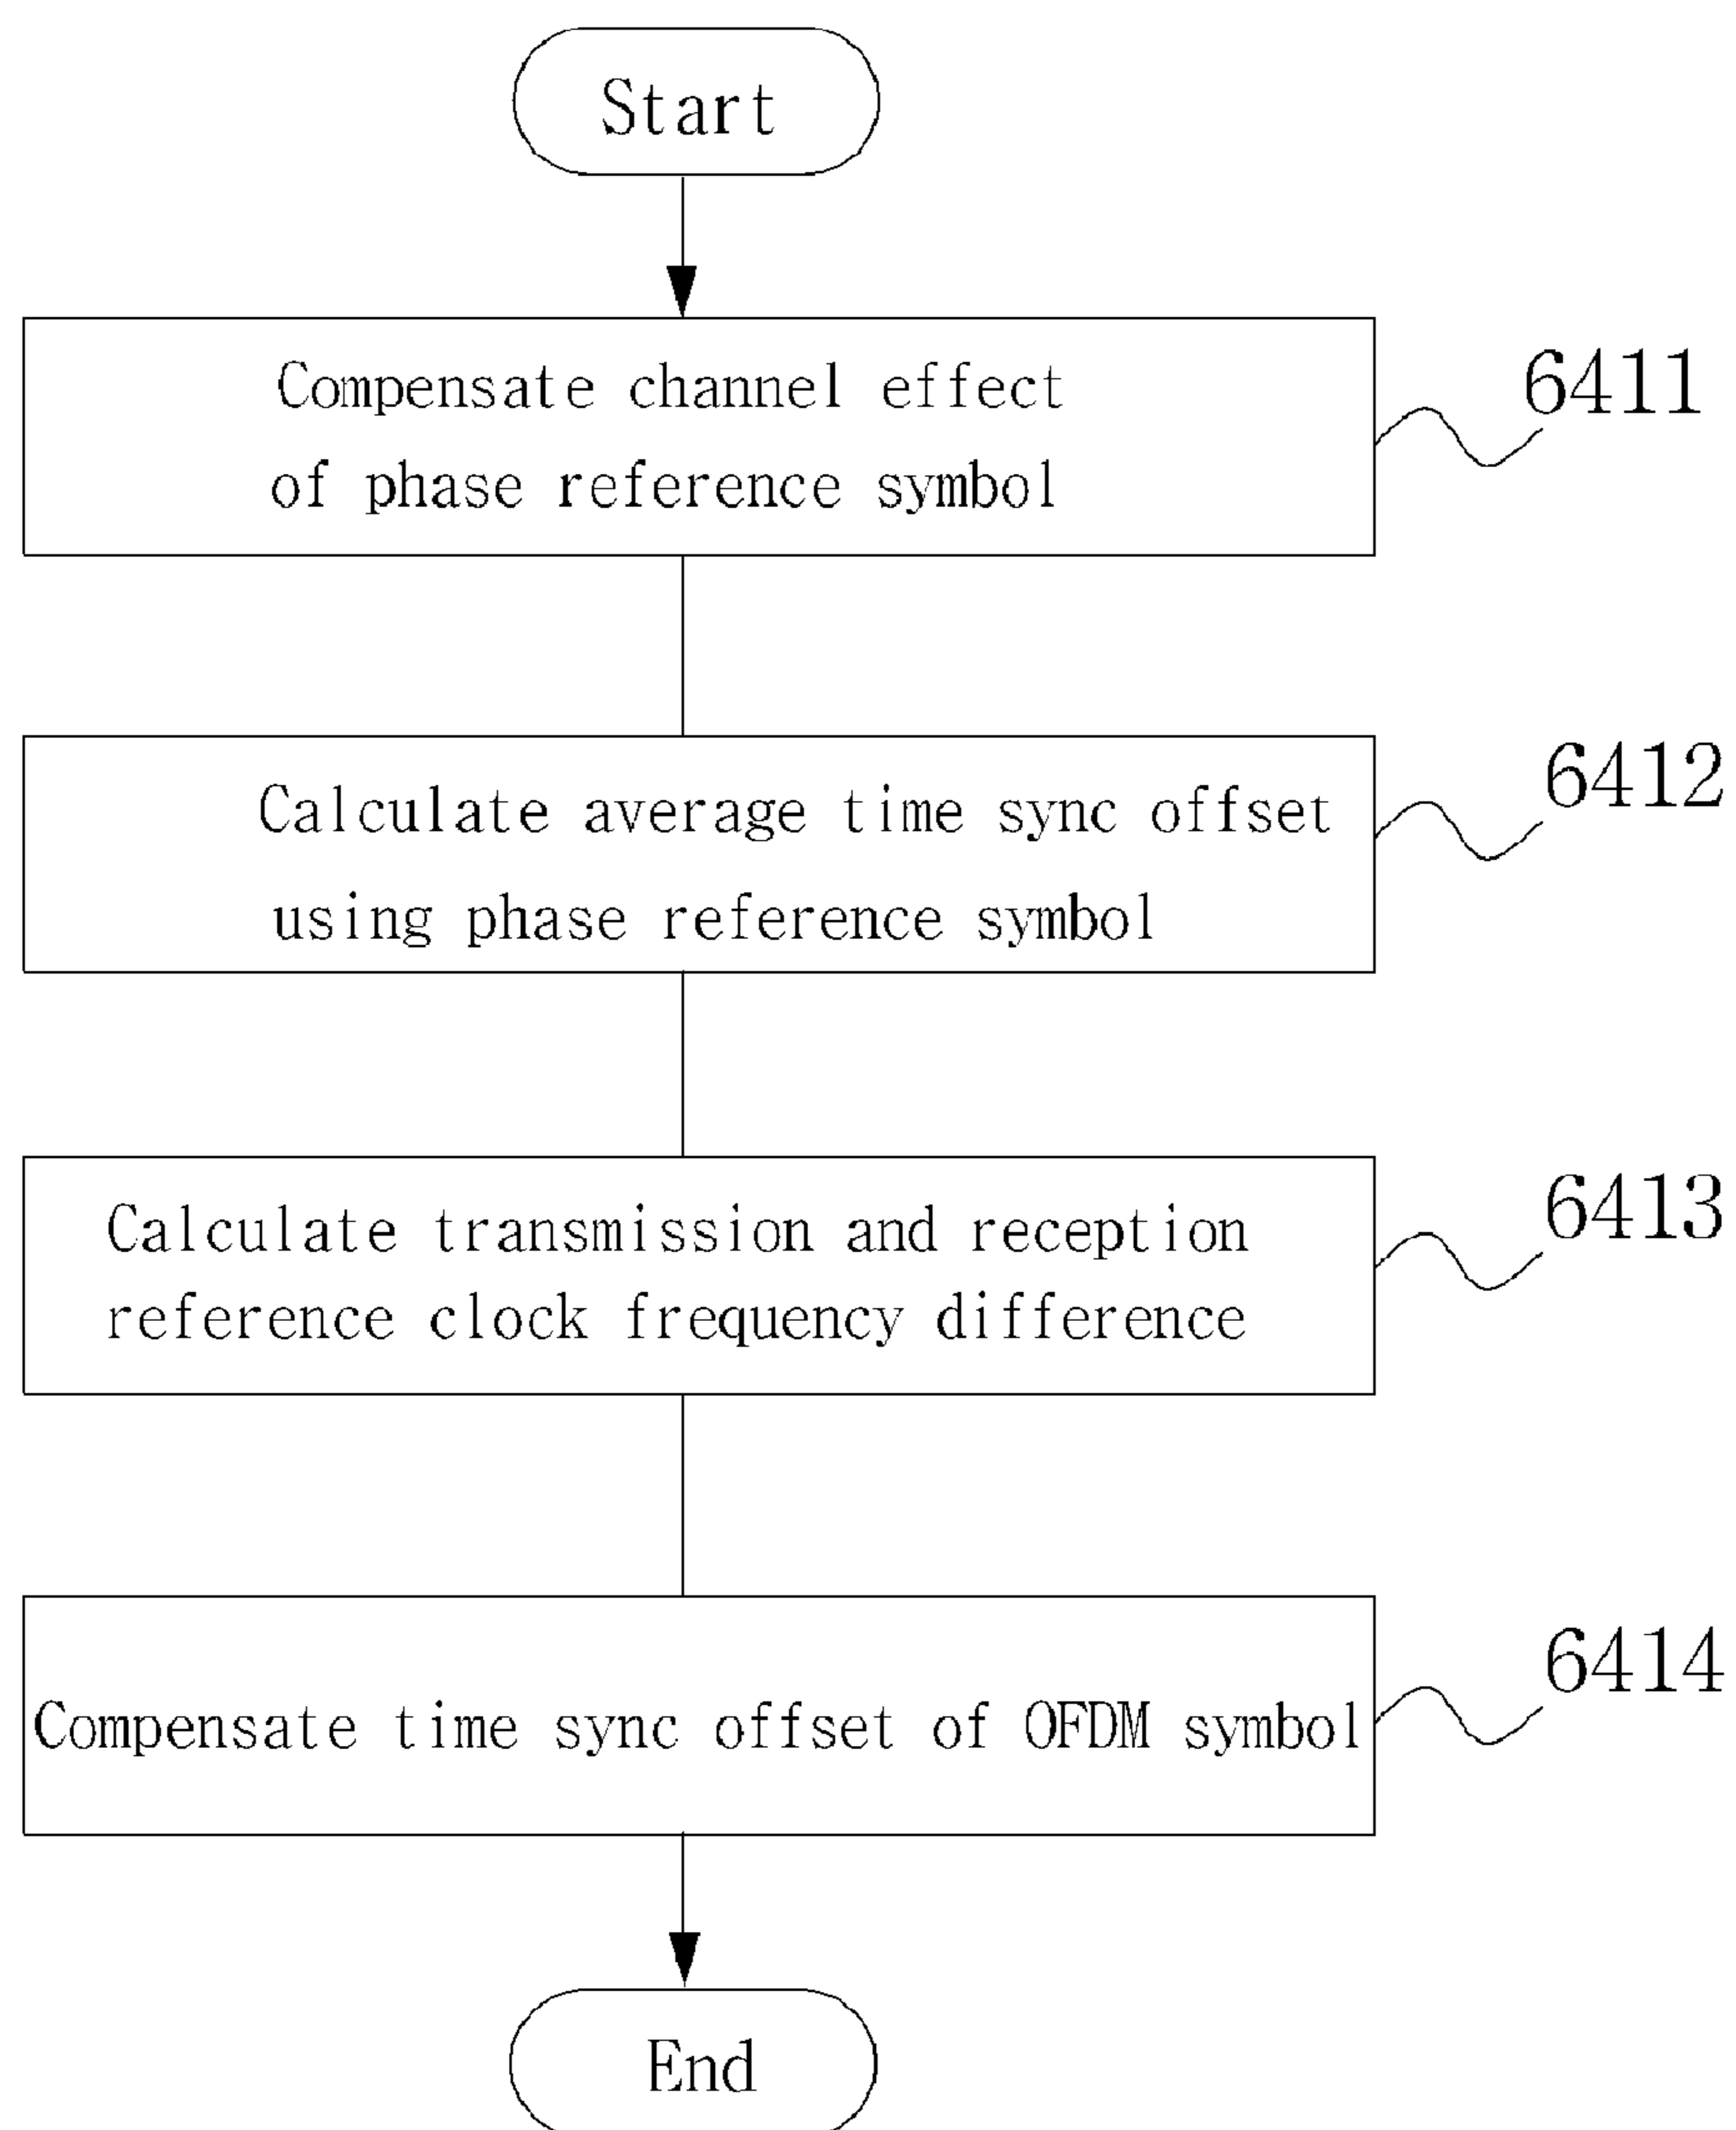 Start
Compensate channel effect
of phase reference symbol
6411
Calculate average time sync offset
using phase reference symbol
6412
Calculate transmission and reception
reference clock frequency difference
6413
Compensate time sync offset of OFDM symbol
6414
End